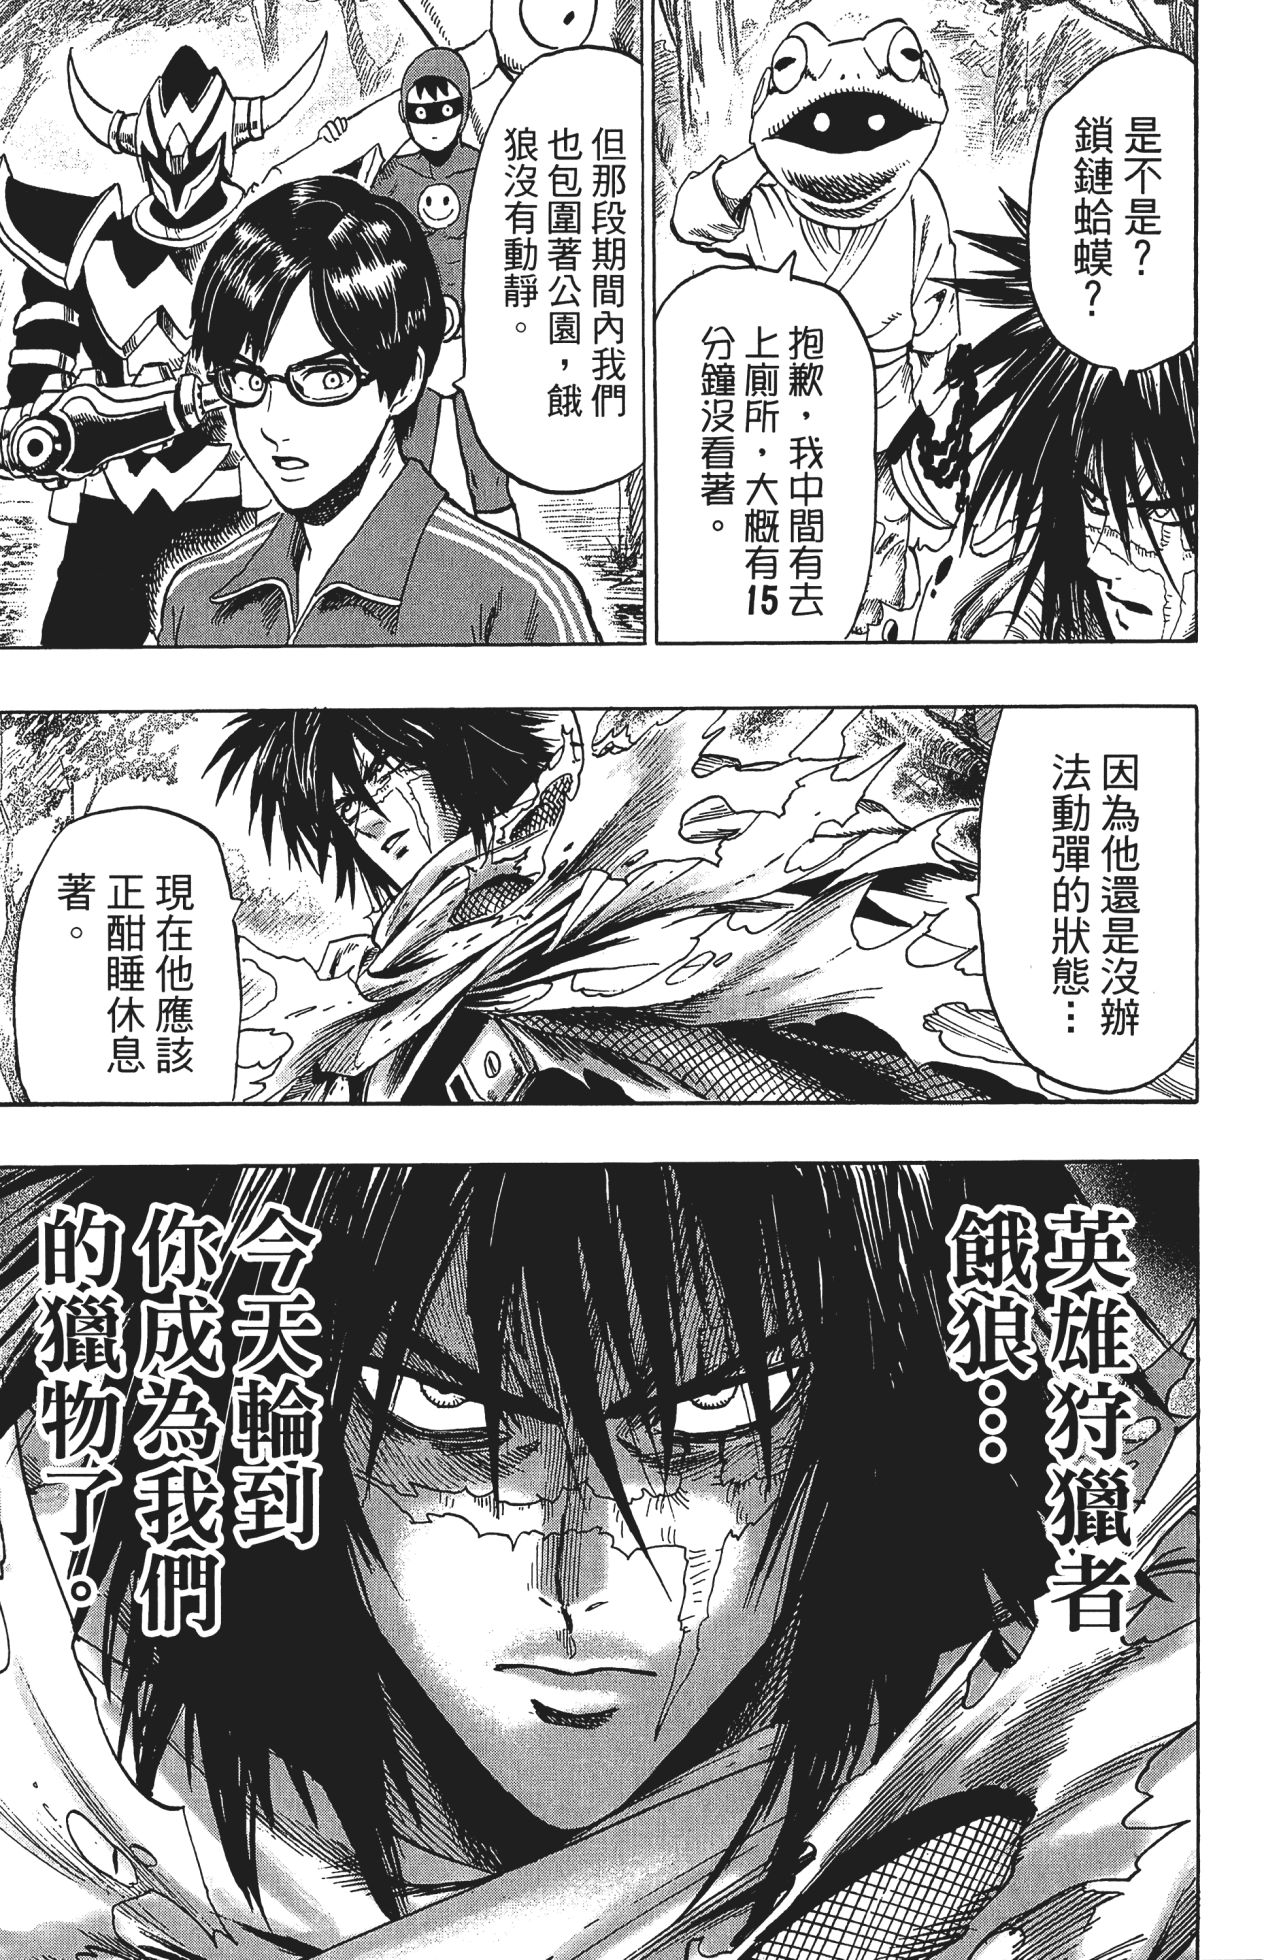 是不是?
鎖鏈蛤蟆?
抱歉,我中間有去
上廁所,大概有15
分鐘沒看著。
但那段期間內我們
也包圍著公園,餓
狼沒有動靜。
因為他還是沒辦
法動彈的狀態…
現在他應該
正酣睡休息
著。
英雄狩獵者
餓狼…
今天輪到
你成為我們
的獵物了。